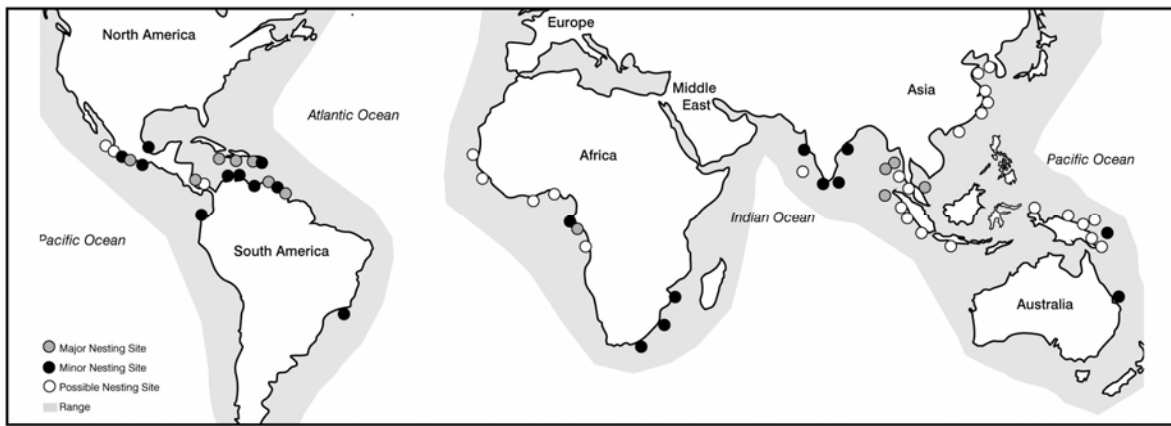 North America
Europe
Middle
East
Asia
Atlantic Ocean
Africa
Pacific Ocean
Indian Ocean
Pacific Ocean
South America
Australia
Major Nesting Site
Minor Nesting Site
Possible Nesting Site
Range